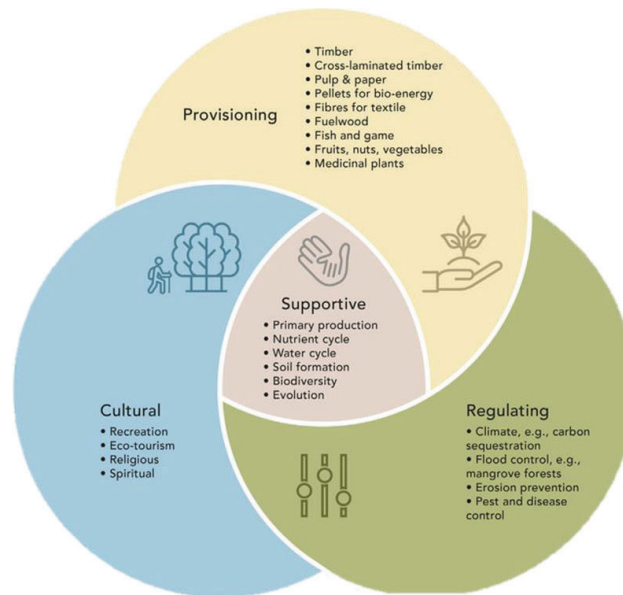 Provisioning
• Timber
• Cross-laminated timber
• Pulp & paper
• Pellets for bio-energy
• Fibres for textile
• Fuelwood
• Fish and game
• Fruits, nuts, vegetables
• Medicinal plants
Supportive
• Primary production
• Nutrient cycle
• Water cycle
• Soil formation
• Biodiversity
• Evolution
Cultural
• Recreation
• Eco-tourism
• Religious
• Spiritual
Regulating
• Climate, e.g., carbon
sequestration
• Flood control, e.g.,
mangrove forests
• Erosion prevention
• Pest and disease
control